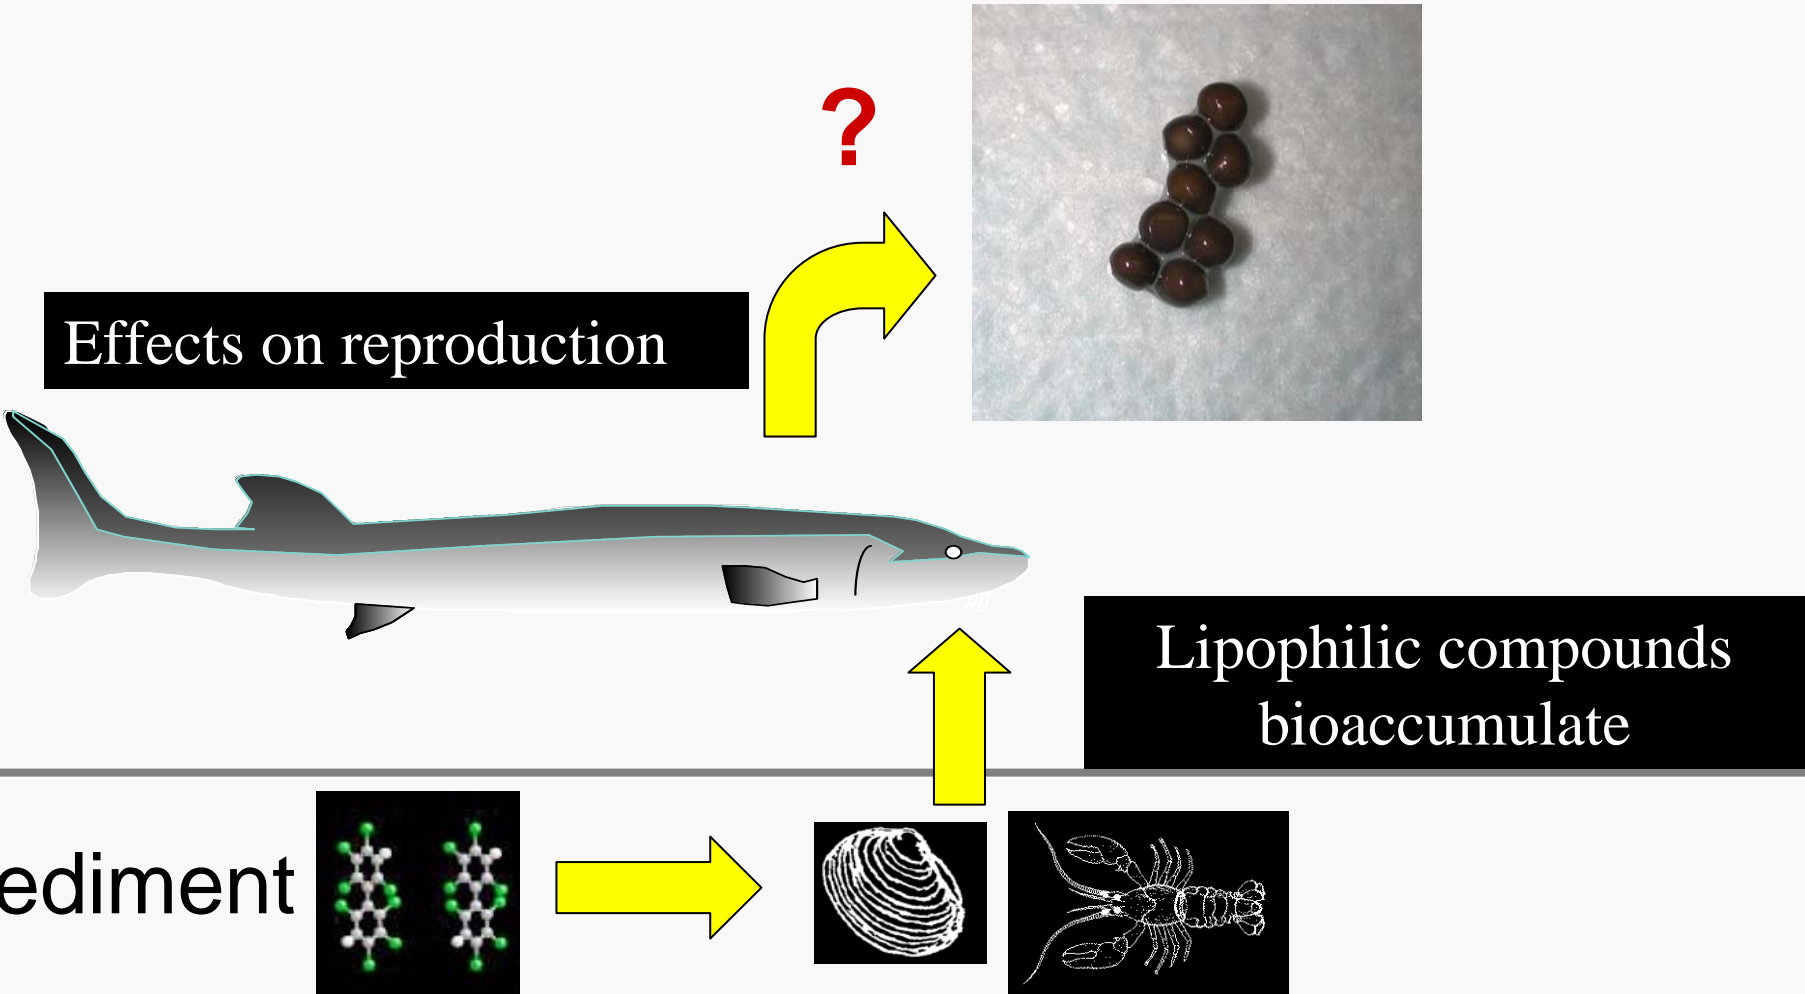 ?
Effects on reproduction
Lipophilic compounds
bioaccumulate
ediment